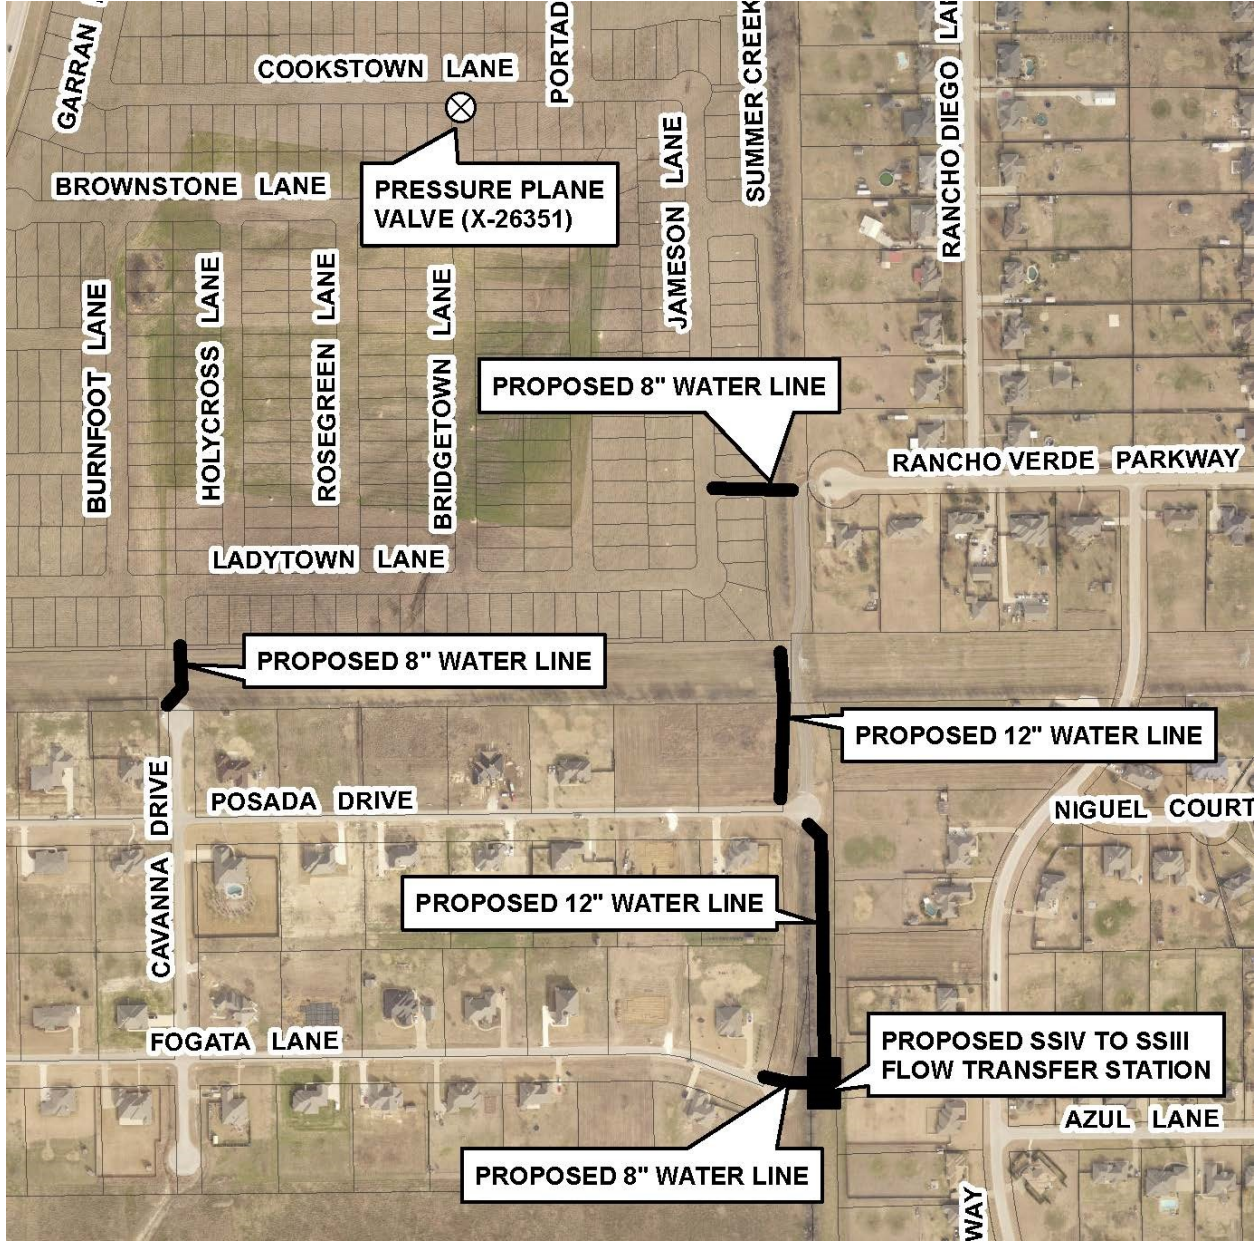 GARRAN
COOKSTOWN LANE
PORTAD
SUMMER CREEK
RANCHO DIEGO LAN
BROWNSTONE LANE
PRESSURE PLANE
VALVE (X-26351)
JAMESON LANE
BURNFOOT LANE
HOLYCROSS LANE
ROSEGREEN LANE
BRIDGETOWN LANE
PROPOSED 8" WATER LINE
RANCHO VERDE PARKWAY
LADYTOWN LANE
PROPOSED 8" WATER LINE
PROPOSED 12" WATER LINE
CAVANNA DRIVE
POSADA DRIVE
NIGUEL COURT
PROPOSED 12" WATER LINE
FOGATA LANE
PROPOSED SSIV TO SSIII
FLOW TRANSFER STATION
AZUL LANE
PROPOSED 8" WATER LINE
WAY